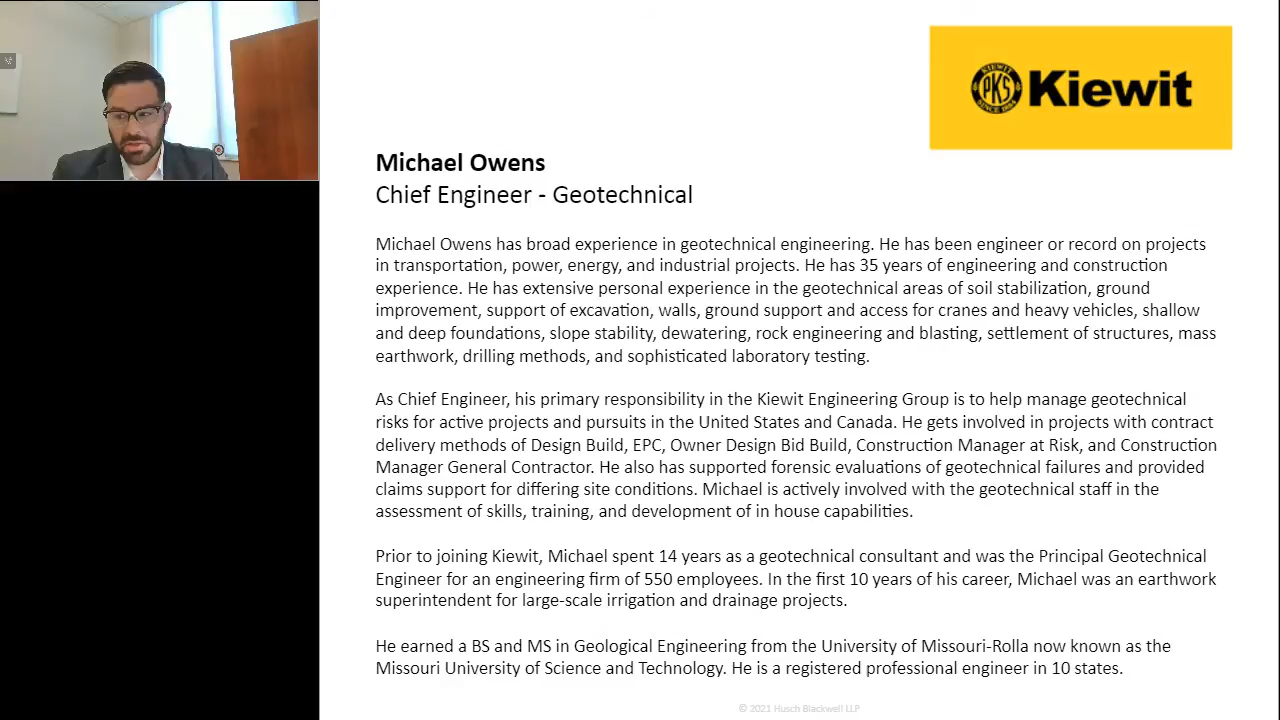 KIEWIT
PKS
SINCE 1884
Kiewit
Michael Owens
Chief Engineer - Geotechnical
Michael Owens has broad experience in geotechnical engineering. He has been engineer or record on projects
in transportation, power, energy, and industrial projects. He has 35 years of engineering and construction
experience. He has extensive personal experience in the geotechnical areas of soil stabilization, ground
improvement, support of excavation, walls, ground support and access for cranes and heavy vehicles, shallow
and deep foundations, slope stability, dewatering, rock engineering and blasting, settlement of structures, mass
earthwork, drilling methods, and sophisticated laboratory testing.
As Chief Engineer, his primary responsibility in the Kiewit Engineering Group is to help manage geotechnical
risks for active projects and pursuits in the United States and Canada. He gets involved in projects with contract
delivery methods of Design Build, EPC, Owner Design Bid Build, Construction Manager at Risk, and Construction
Manager General Contractor. He also has supported forensic evaluations of geotechnical failures and provided
claims support for differing site conditions. Michael is actively involved with the geotechnical staff in the
assessment of skills, training, and development of in house capabilities.
Prior to joining Kiewit, Michael spent 14 years as a geotechnical consultant and was the Principal Geotechnical
Engineer for an engineering firm of 550 employees. In the first 10 years of his career, Michael was an earthwork
superintendent for large-scale irrigation and drainage projects.
He earned a BS and MS in Geological Engineering from the University of Missouri-Rolla now known as the
Missouri University of Science and Technology. He is a registered professional engineer in 10 states.
© 2021 Husch Blackwell LLP